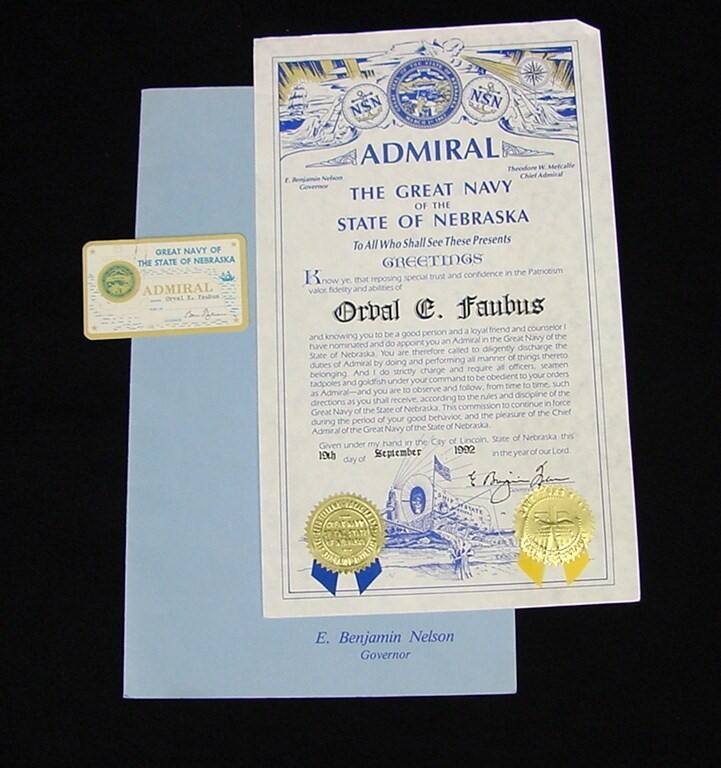 NSN
NSN
ADMIRAL
E. Benjamin Nelson
Governor
Theodore W. Metcalfe
Chief Admiral
THE GREAT NAVY
OF THE
STATE OF NEBRASKA
To All Who Shall See These Presents
GREETINGS
Know ye, that reposing special trust and confidence in the Patriotism
valor, fidelity and abilities of
Orval E. Faubus
and knowing you to be a good person and a loyal friend and counselor I
have nominated and do appoint you an Admiral in the Great Navy of the
State of Nebraska. You are therefore called to diligently discharge the
duties of Admiral by doing and performing all manner of things thereto
belonging. And I do strictly charge and require all officers, seamen
tadpoles and goldfish under your command to be obedient to your orders
as Admiral—and you are to observe and follow, from time to time, such
directions as you shall receive, according to the rules and discipline of the
Great Navy of the State of Nebraska. This commission to continue in force
during the period of your good behavior, and the pleasure of the Chief
Admiral of the Great Navy of the State of Nebraska.
Given under my hand in the City of Lincoln, State of Nebraska this
19th day of September 1992 in the year of our Lord.
SHIP of STATE
GREAT NAVY OF
THE STATE OF NEBRASKA
ADMIRAL
Orval E. Faubus
E. Benjamin Nelson
Governor